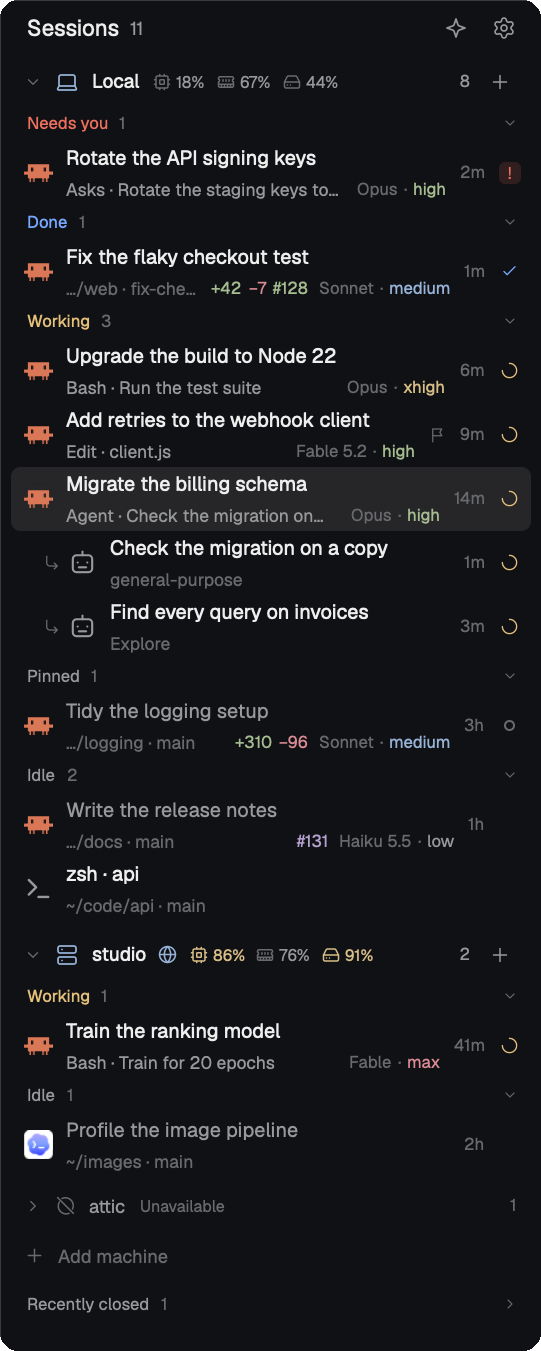 Sessions 11
Local 18% 67% 44% 8
Needs you 1
Rotate the API signing keys 2m !
Asks · Rotate the staging keys to... Opus · high
Done 1
Fix the flaky checkout test 1m
.../web · fix-che... +42 −7 #128 Sonnet · medium
Working 3
Upgrade the build to Node 22 6m
Bash · Run the test suite Opus · xhigh
Add retries to the webhook client 9m
Edit · client.js Fable 5.2 · high
Migrate the billing schema 14m
Agent · Check the migration on... Opus · high
Check the migration on a copy 1m
general-purpose
Find every query on invoices 3m
Explore
Pinned 1
Tidy the logging setup 3h
.../logging · main +310 −96 Sonnet · medium
Idle 2
Write the release notes 1h
.../docs · main #131 Haiku 5.5 · low
zsh · api
~/code/api · main
studio 86% 76% 91% 2
Working 1
Train the ranking model 41m
Bash · Train for 20 epochs Fable · max
Idle 1
Profile the image pipeline 2h
~/images · main
attic Unavailable 1
+ Add machine
Recently closed 1